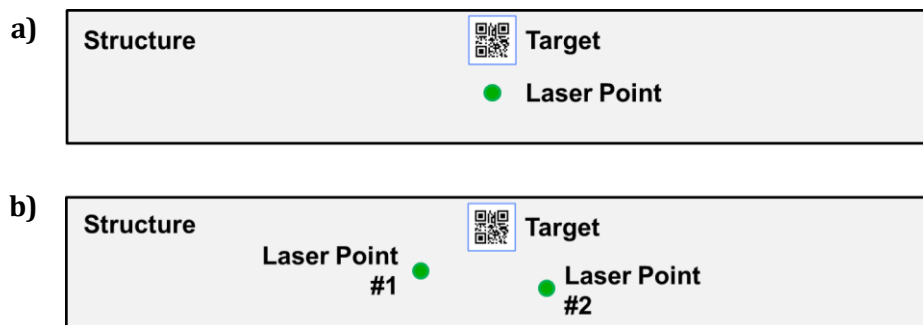 a)
Structure
Target
Laser Point
b)
Structure
Target
Laser Point
#1
Laser Point
#2